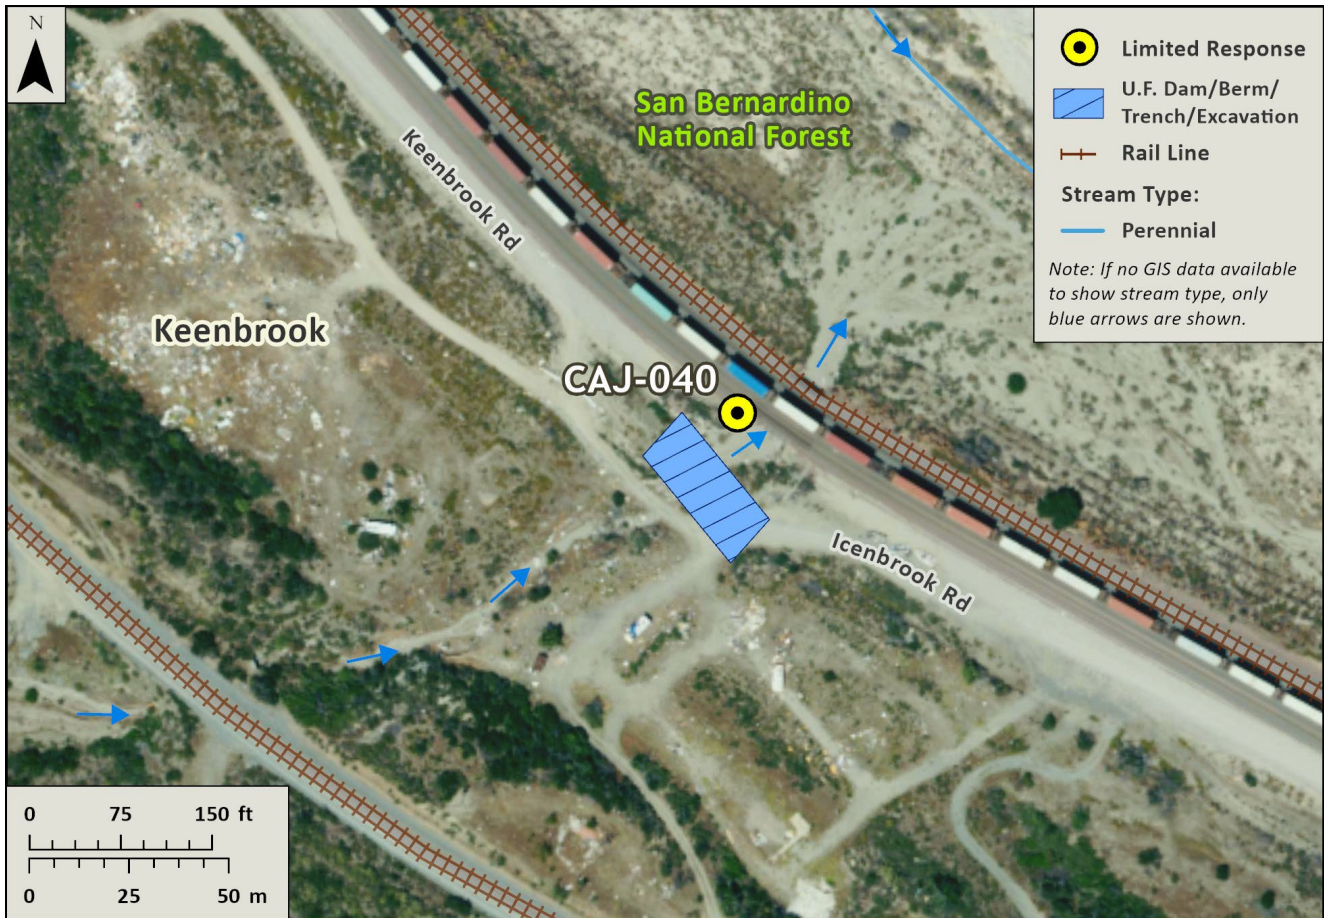 N
San Bernardino
National Forest
Keenbrook Rd
Keenbrook
CAJ-040
Icenbrook Rd
Limited Response
U.F. Dam/Berm/
Trench/Excavation
Rail Line
Stream Type:
Perennial
Note: If no GIS data available
to show stream type, only
blue arrows are shown.
0 75 150 ft
0 25 50 m